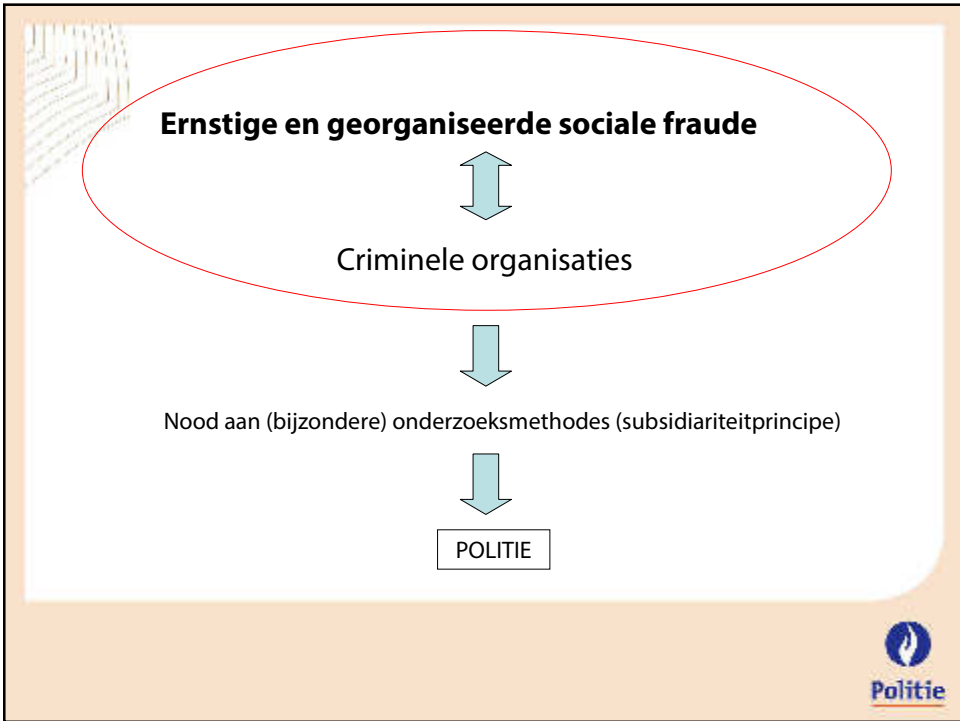 Ernstige en georganiseerde sociale fraude
Criminele organisaties
Nood aan (bijzondere) onderzoeksmethodes (subsidiariteitprincipe)
POLITIE
Politie